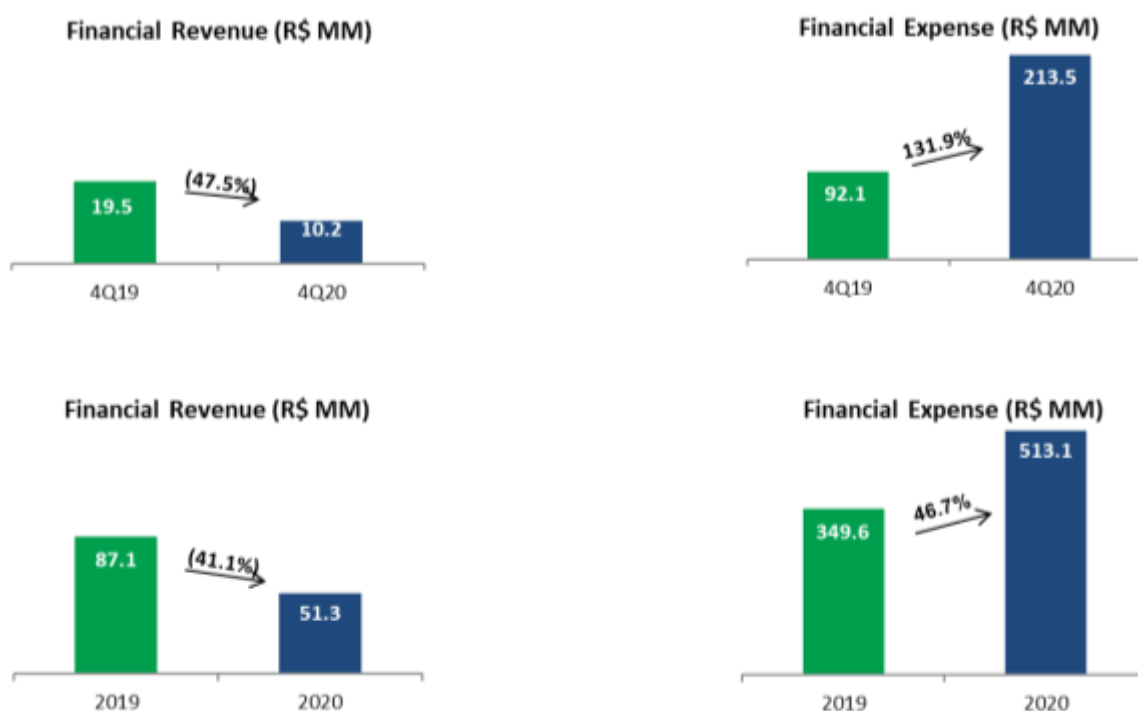 Financial Revenue (R$ MM)
19.5
(47.5%)
10.2
4Q19
4Q20
Financial Expense (R$ MM)
92.1
131.9%
213.5
4Q19
4Q20
Financial Revenue (R$ MM)
87.1
(41.1%)
51.3
2019
2020
Financial Expense (R$ MM)
349.6
46.7%
513.1
2019
2020